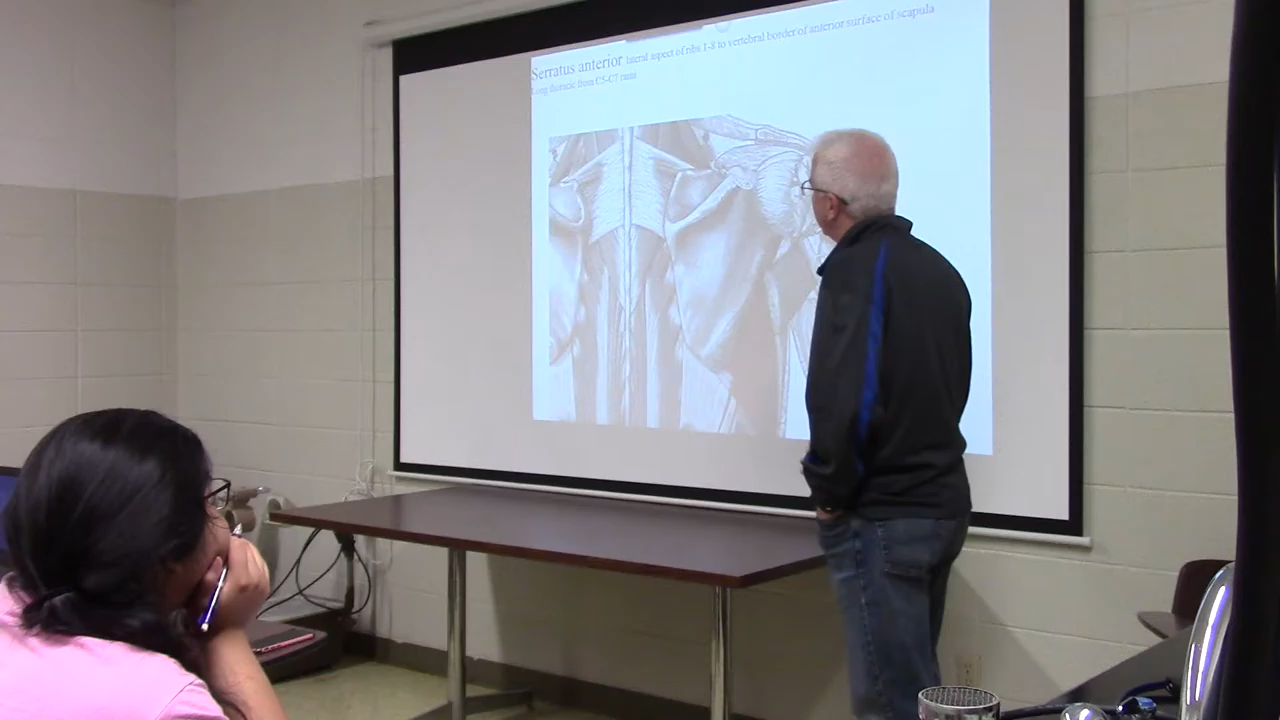 Serratus anterior lateral aspect of ribs 1-8 to vertebral border of anterior surface of scapula
Long thoracic from C5-C7 rami